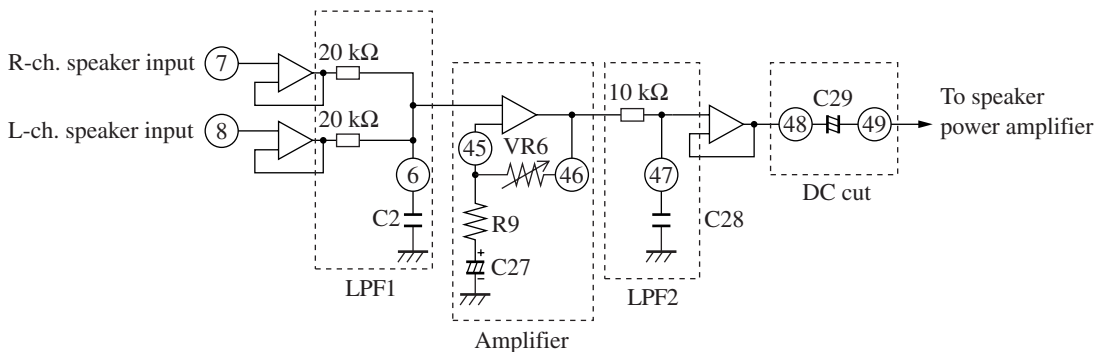 R-ch. speaker input
7
20 kΩ
L-ch. speaker input
8
20 kΩ
6
C2
LPF1
45
VR6
46
R9
+
C27
−
Amplifier
10 kΩ
47
C28
LPF2
48
C29
49
DC cut
To speaker
power amplifier